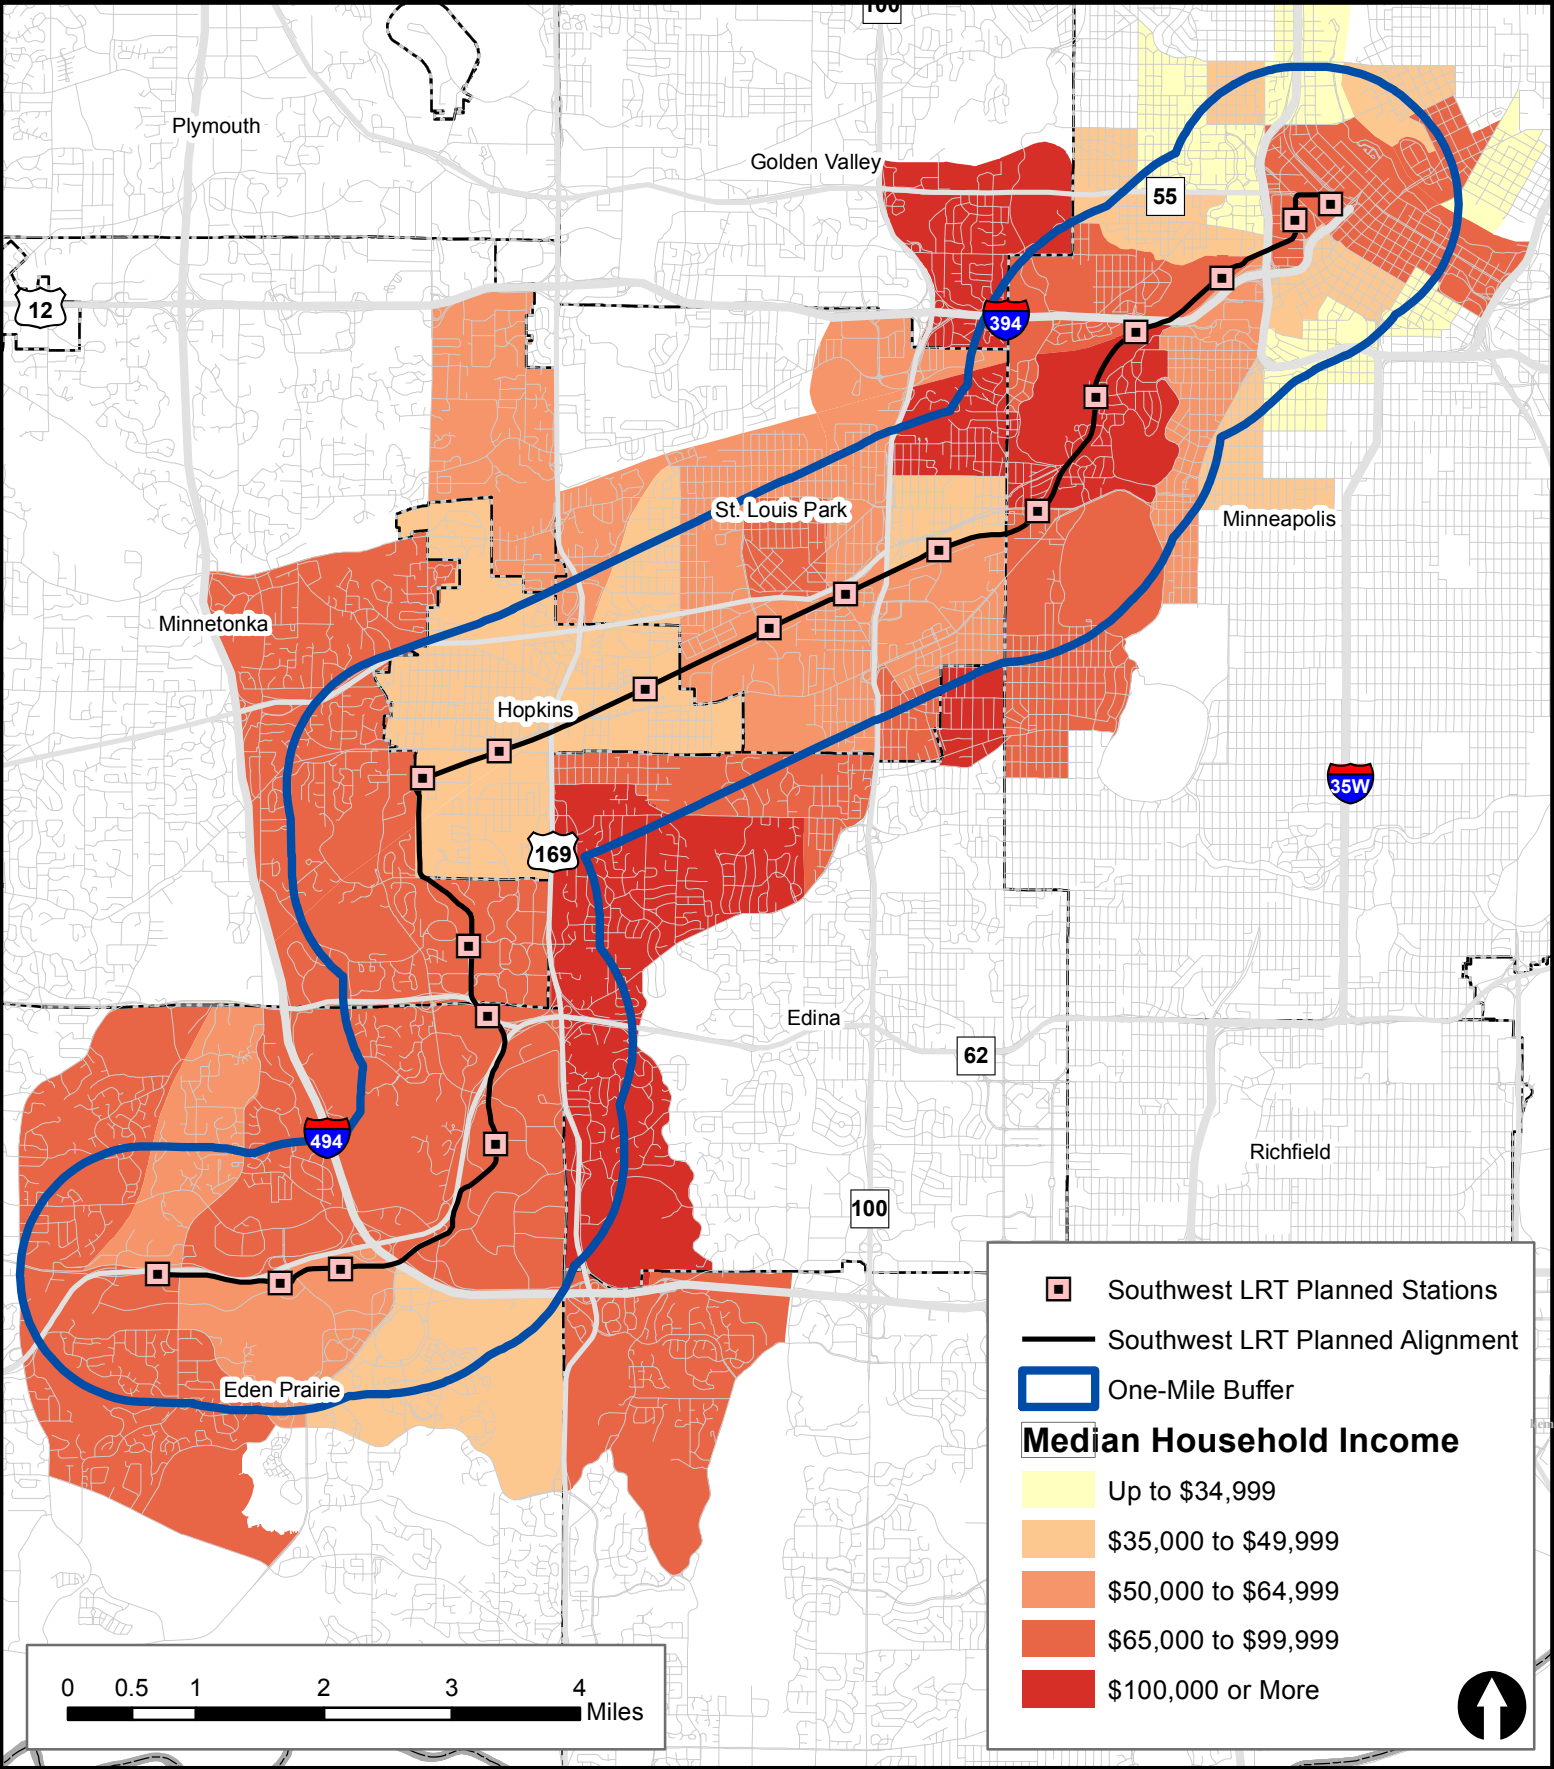 100
Plymouth
Golden Valley
55
12
394
St. Louis Park
Minneapolis
Minnetonka
Hopkins
35W
169
Edina
62
494
Richfield
100
Eden Prairie
Southwest LRT Planned Stations
Southwest LRT Planned Alignment
One-Mile Buffer
Median Household Income
Up to $34,999
$35,000 to $49,999
$50,000 to $64,999
$65,000 to $99,999
$100,000 or More
0 0.5 1 2 3 4
Miles